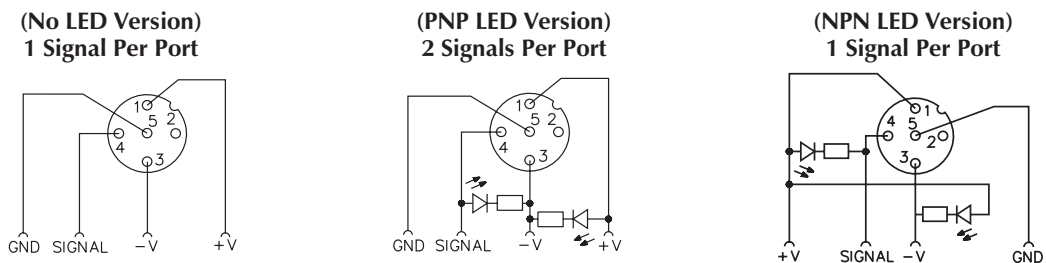 (No LED Version)
1 Signal Per Port
1
2
5
4
3
GND SIGNAL -V +V
(PNP LED Version)
2 Signals Per Port
1
2
5
4
3
GND SIGNAL -V +V
(NPN LED Version)
1 Signal Per Port
1
4 5
2
3
+V SIGNAL -V GND